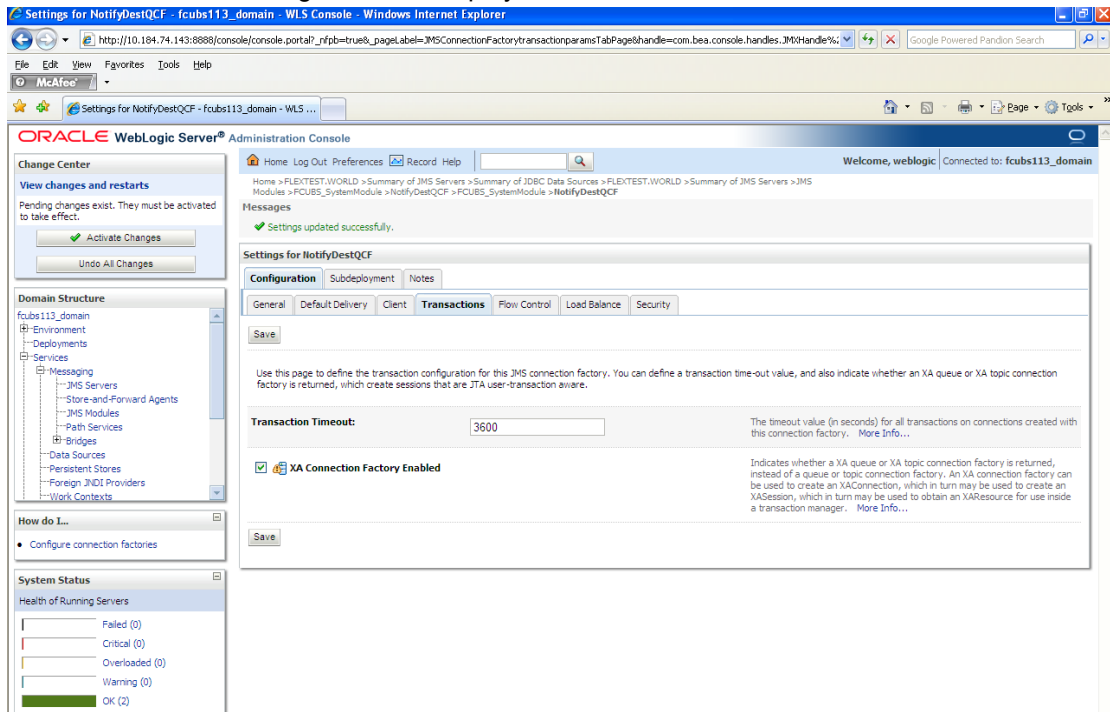 Settings for NotifyDestQCF - fcubs113_domain - WLS Console - Windows Internet Explorer
http://10.184.74.143:8888/console/console.portal?_nfpb=true&_pageLabel=JMSConnectionFactorytransactionparamsTabPage&handle=com.bea.console.handles.JMXHandle%;
Google Powered Pandion Search
File Edit View Favorites Tools Help
McAfee
Settings for NotifyDestQCF - fcubs113_domain - WLS ...
Page Tools
ORACLE WebLogic Server® Administration Console
Change Center
View changes and restarts
Pending changes exist. They must be activated
to take effect.
Activate Changes
Undo All Changes
Domain Structure
fcubs113_domain
Environment
Deployments
Services
Messaging
JMS Servers
Store-and-Forward Agents
JMS Modules
Path Services
Bridges
Data Sources
Persistent Stores
Foreign JNDI Providers
Work Contexts
How do I...
Configure connection factories
System Status
Health of Running Servers
Failed (0)
Critical (0)
Overloaded (0)
Warning (0)
OK (2)
Home Log Out Preferences Record Help
Welcome, weblogic Connected to: fcubs113_domain
Home >FLEXTEST.WORLD >Summary of JMS Servers >Summary of JDBC Data Sources >FLEXTEST.WORLD >Summary of JMS Servers >JMS
Modules >FCUBS_SystemModule >NotifyDestQCF >FCUBS_SystemModule >NotifyDestQCF
Messages
Settings updated successfully.
Settings for NotifyDestQCF
Configuration Subdeployment Notes
General Default Delivery Client Transactions Flow Control Load Balance Security
Save
Use this page to define the transaction configuration for this JMS connection factory. You can define a transaction time-out value, and also indicate whether an XA queue or XA topic connection
factory is returned, which create sessions that are JTA user-transaction aware.
Transaction Timeout:
3600
The timeout value (in seconds) for all transactions on connections created with
this connection factory. More Info...
XA Connection Factory Enabled
Indicates whether a XA queue or XA topic connection factory is returned,
instead of a queue or topic connection factory. An XA connection factory can
be used to create an XAConnection, which in turn may be used to create an
XASession, which in turn may be used to obtain an XAResource for use inside
a transaction manager. More Info...
Save